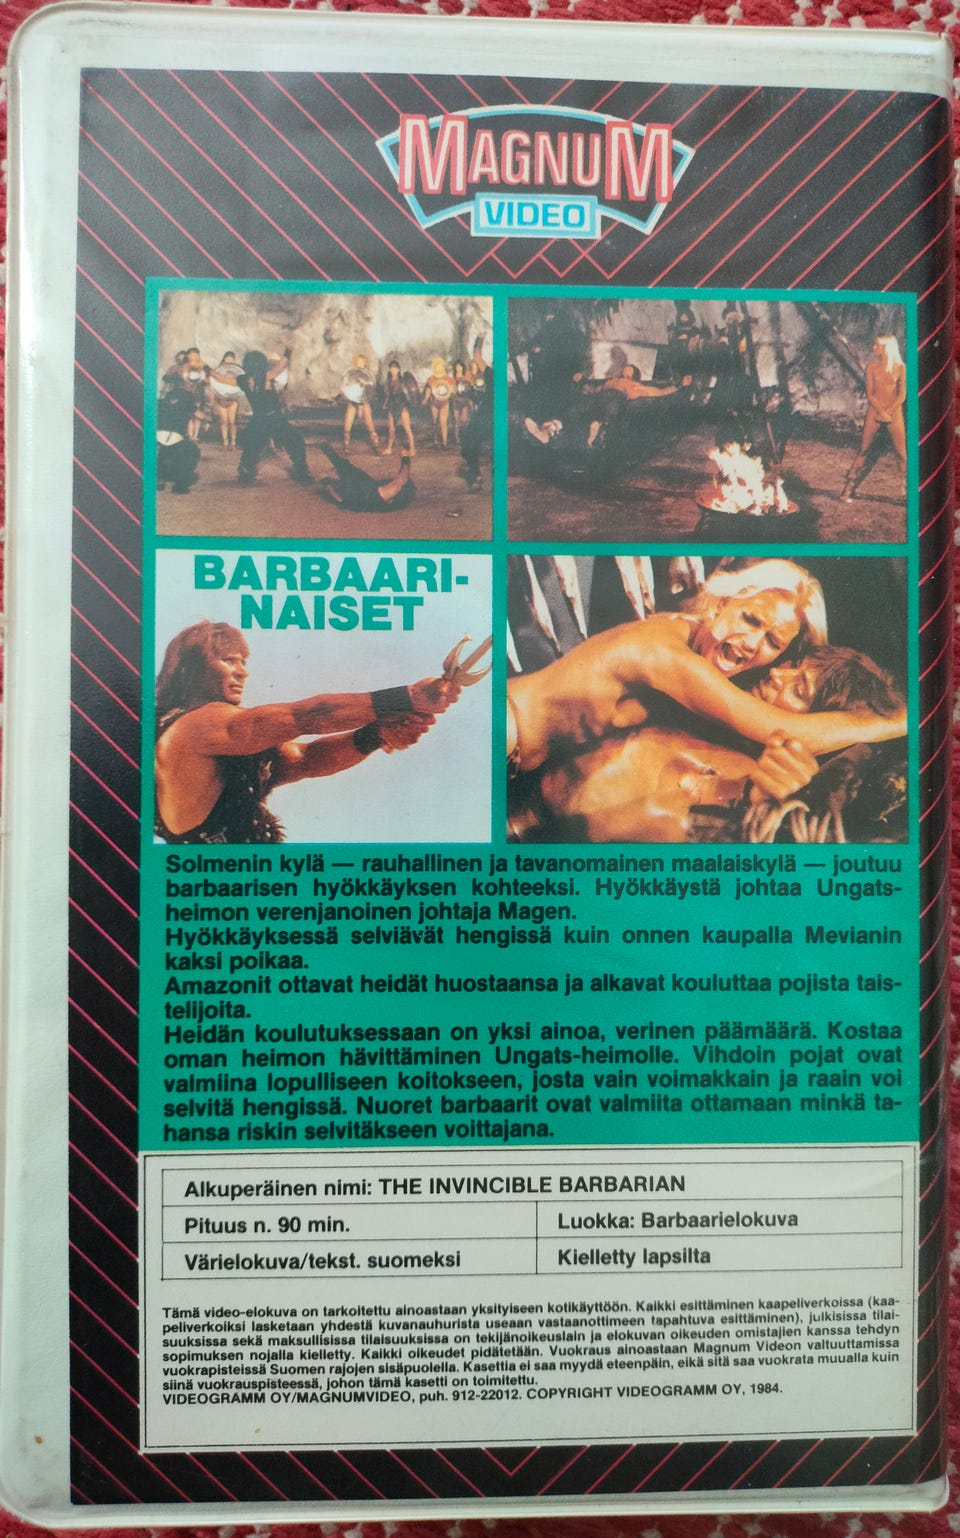 MAGNUM
VIDEO
BARBAARI-
NAISET
Solmenin kylä — rauhallinen ja tavanomainen maalaiskylä — joutuu
barbaarisen hyökkäyksen kohteeksi. Hyökkäystä johtaa Ungats-
heimon verenjanoinen johtaja Magen.
Hyökkäyksessä selviävät hengissä kuin onnen kaupalla Mevianin
kaksi poikaa.
Amazonit ottavat heidät huostaansa ja alkavat kouluttaa pojista tais-
telijoita.
Heidän koulutuksessaan on yksi ainoa, verinen päämäärä. Kostaa
oman heimon hävittäminen Ungats-heimolle. Vihdoin pojat ovat
valmiina lopulliseen koitokseen, josta vain voimakkain ja raain voi
selvitä hengissä. Nuoret barbaarit ovat valmiita ottamaan minkä ta-
hansa riskin selvitäkseen voittajana.
Alkuperäinen nimi: THE INVINCIBLE BARBARIAN
Pituus n. 90 min.
Luokka: Barbaarielokuva
Värielokuva/tekst. suomeksi
Kielletty lapsilta
Tämä video-elokuva on tarkoitettu ainoastaan yksityiseen kotikäyttöön. Kaikki esittäminen kaapeliverkoissa (kaa-
peliverkoiksi lasketaan yhdestä kuvanauhurista useaan vastaanottimeen tapahtuva esittäminen), julkisissa tilai-
suuksissa sekä maksullisissa tilaisuuksissa on tekijänoikeuslain ja elokuvan oikeuden omistajien kanssa tehdyn
sopimuksen nojalla kielletty. Kaikki oikeudet pidätetään. Vuokraus ainoastaan Magnum Videon valtuuttamissa
vuokrapisteissä Suomen rajojen sisäpuolella. Kasettia ei saa myydä eteenpäin, eikä sitä saa vuokrata muualla kuin
siinä vuokrauspisteessä, johon tämä kasetti on toimitettu.
VIDEOGRAMM OY/MAGNUMVIDEO, puh. 912-22012. COPYRIGHT VIDEOGRAMM OY, 1984.